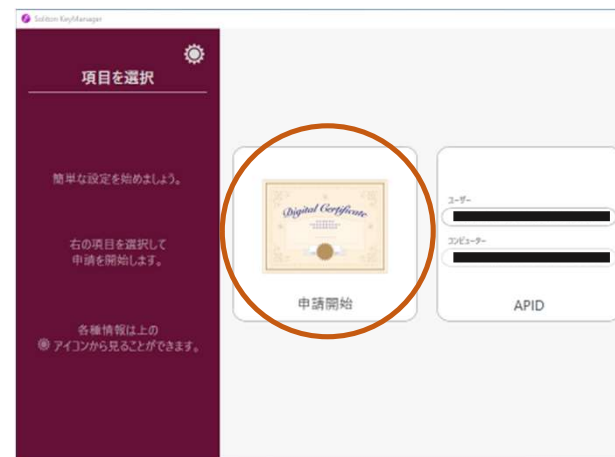 Soliton KeyManager
項目を選択
簡単な設定を始めましょう。
右の項目を選択して
申請を開始します。
各種情報は上の
アイコンから見ることができます。
Digital Certificate
申請開始
ユーザー
コンピューター
APID